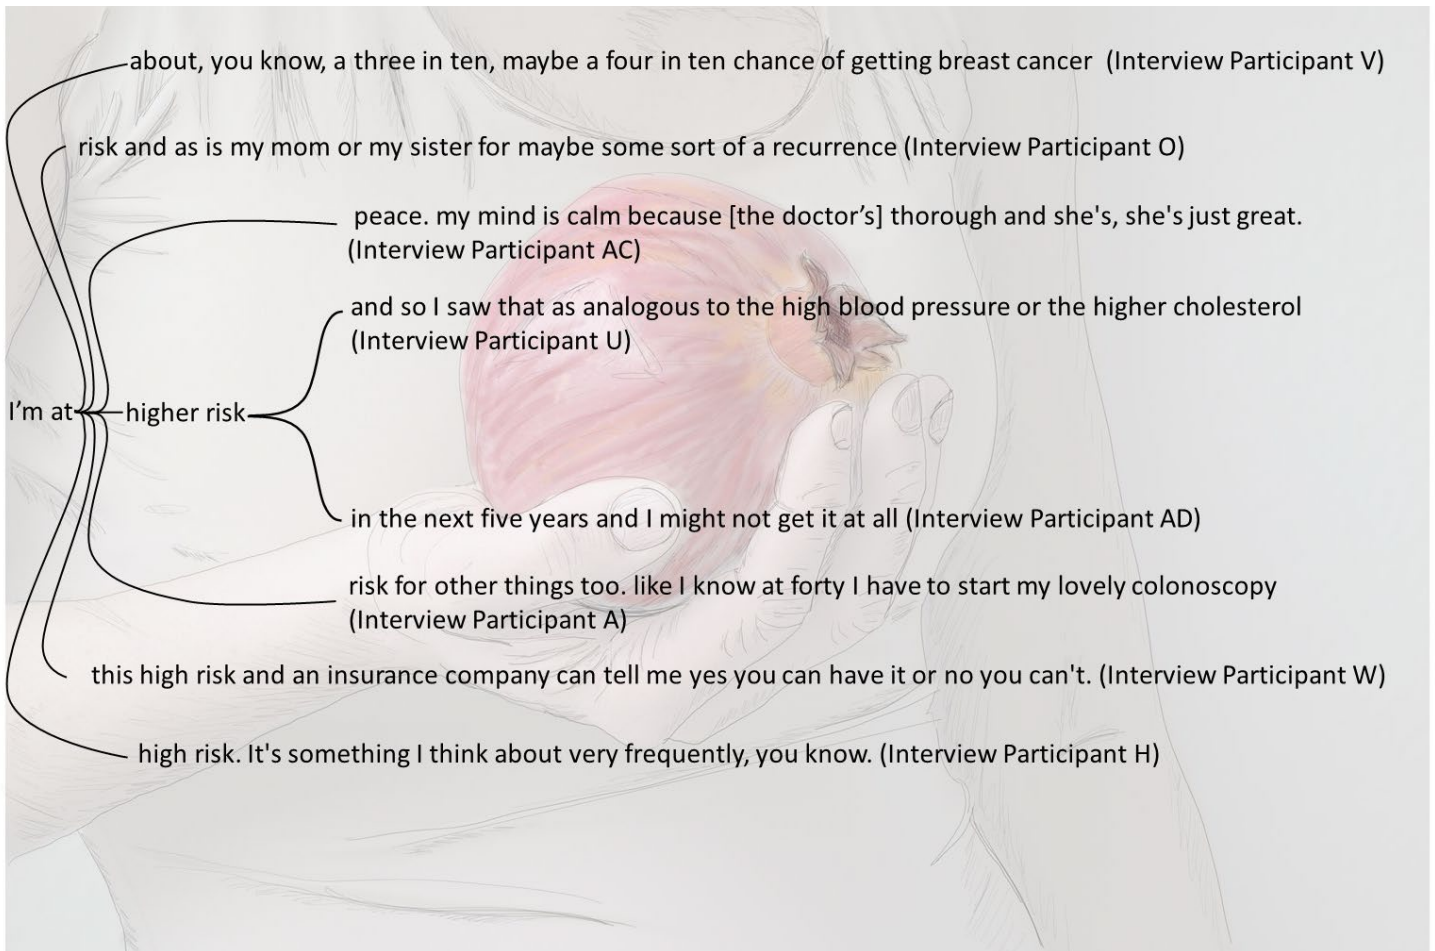 about, you know, a three in ten, maybe a four in ten chance of getting breast cancer (Interview Participant V)
risk and as is my mom or my sister for maybe some sort of a recurrence (Interview Participant O)
peace. my mind is calm because [the doctor’s] thorough and she's, she's just great.
(Interview Participant AC)
and so I saw that as analogous to the high blood pressure or the higher cholesterol
(Interview Participant U)
I’m at higher risk
in the next five years and I might not get it at all (Interview Participant AD)
risk for other things too. like I know at forty I have to start my lovely colonoscopy
(Interview Participant A)
this high risk and an insurance company can tell me yes you can have it or no you can't. (Interview Participant W)
high risk. It's something I think about very frequently, you know. (Interview Participant H)